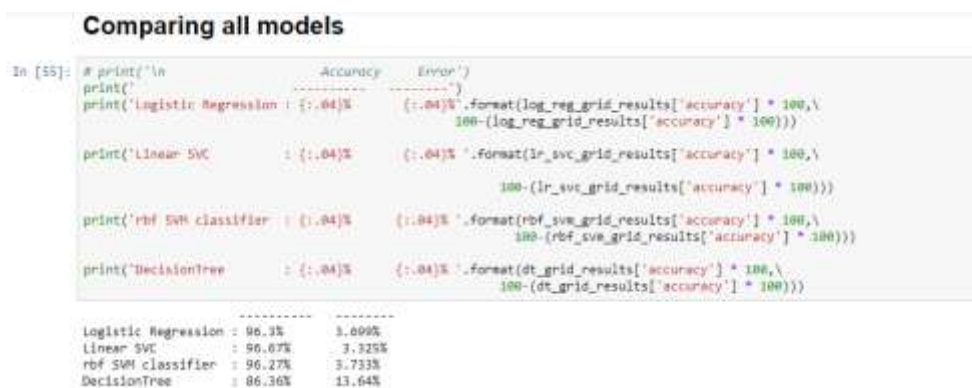 Comparing all models
In [55]: # print('\n Accuracy Error')
print(' ---------- --------')
print('Logistic Regression : {:.04}% {:.04}%'.format(log_reg_grid_results['accuracy'] * 100,\
100-(log_reg_grid_results['accuracy'] * 100)))
print('Linear SVC : {:.04}% {:.04}% '.format(lr_svc_grid_results['accuracy'] * 100,\
100-(lr_svc_grid_results['accuracy'] * 100)))
print('rbf SVM classifier : {:.04}% {:.04}% '.format(rbf_svm_grid_results['accuracy'] * 100,\
100-(rbf_svm_grid_results['accuracy'] * 100)))
print('DecisionTree : {:.04}% {:.04}% '.format(dt_grid_results['accuracy'] * 100,\
100-(dt_grid_results['accuracy'] * 100)))
---------- --------
Logistic Regression : 96.3% 3.699%
Linear SVC : 96.67% 3.325%
rbf SVM classifier : 96.27% 3.733%
DecisionTree : 86.36% 13.64%